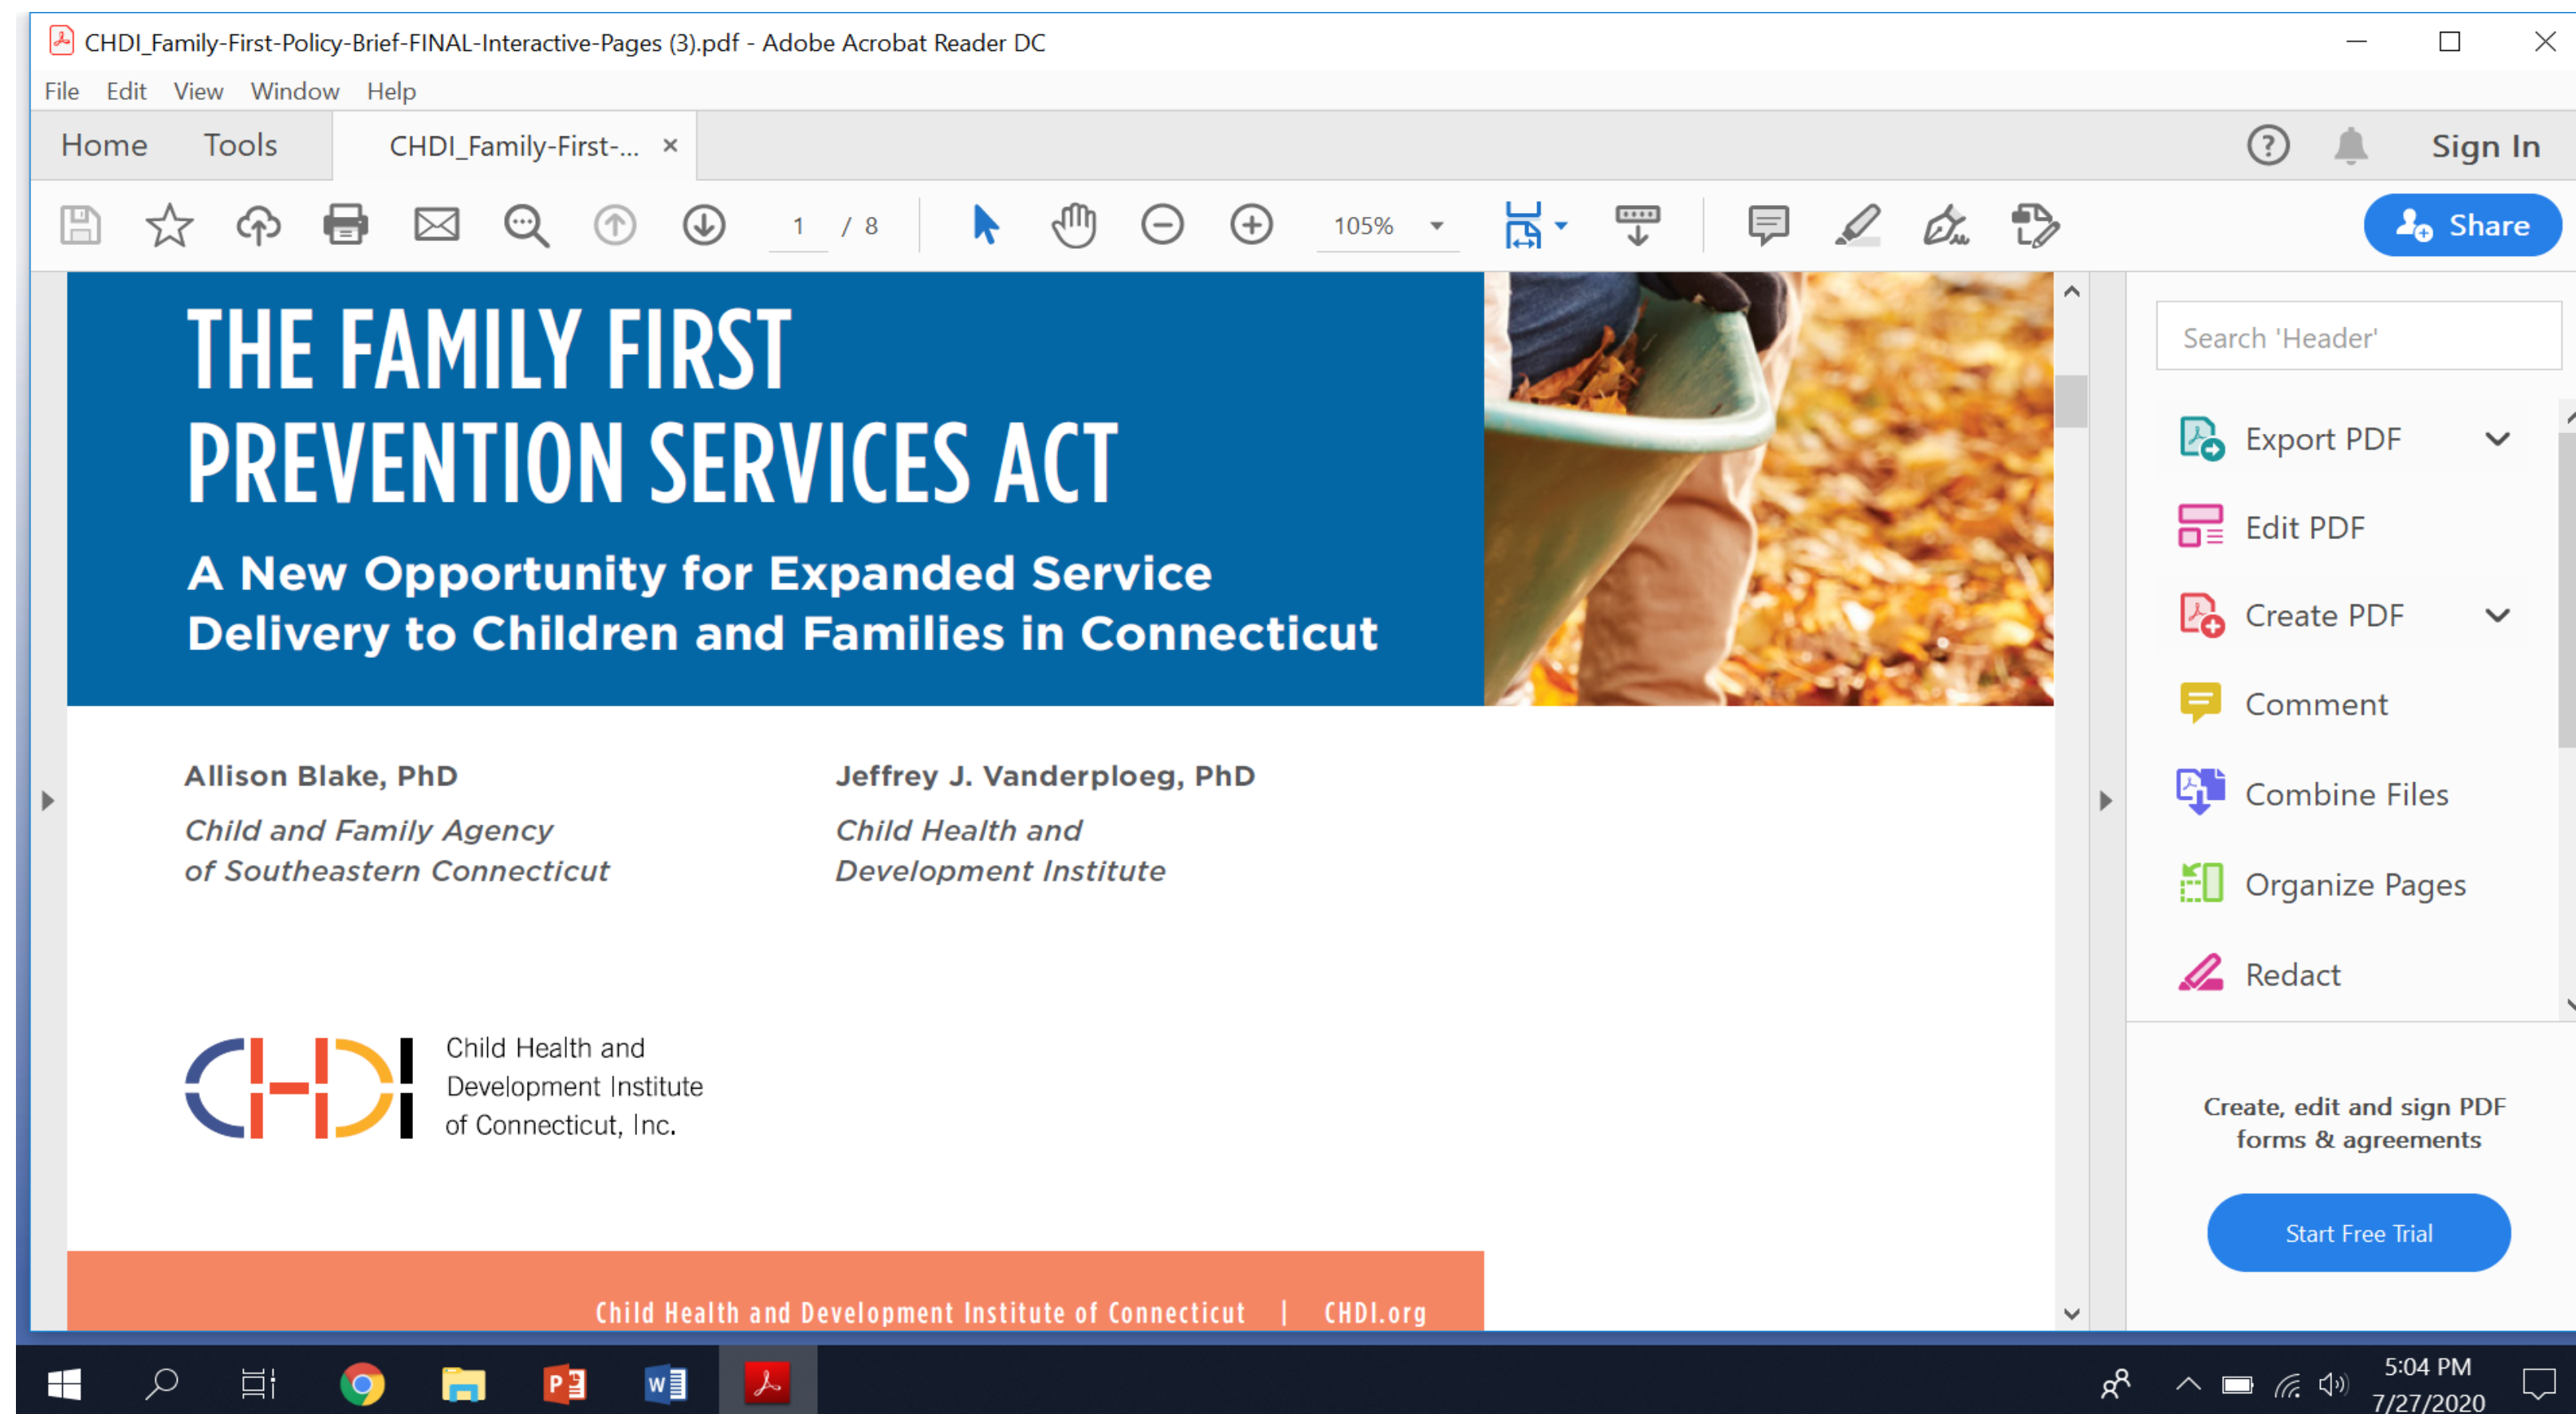 CHDI_Family-First-Policy-Brief-FINAL-Interactive-Pages (3).pdf - Adobe Acrobat Reader DC
File Edit View Window Help
Home Tools CHDI_Family-First-... × Sign In
1 / 8 105% Share
THE FAMILY FIRST
PREVENTION SERVICES ACT
A New Opportunity for Expanded Service
Delivery to Children and Families in Connecticut
Allison Blake, PhD
Child and Family Agency
of Southeastern Connecticut
Jeffrey J. Vanderploeg, PhD
Child Health and
Development Institute
CHDI
Child Health and
Development Institute
of Connecticut, Inc.
Child Health and Development Institute of Connecticut | CHDI.org
Search 'Header'
Export PDF
Edit PDF
Create PDF
Comment
Combine Files
Organize Pages
Redact
Create, edit and sign PDF
forms & agreements
Start Free Trial
5:04 PM
7/27/2020